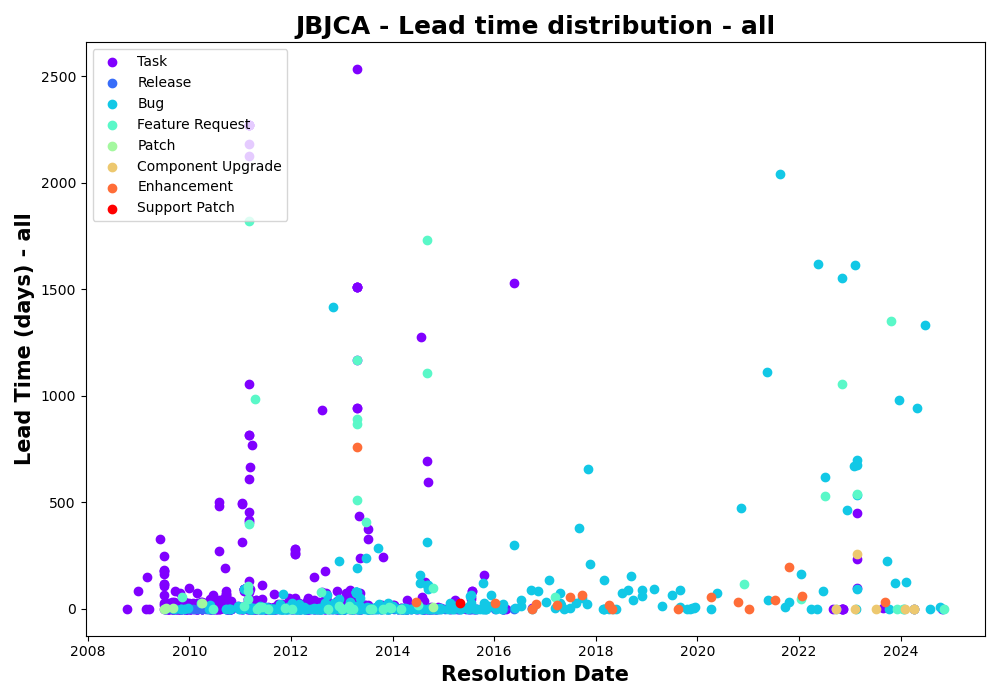 JBJCA - Lead time distribution - all
Task
Release
Bug
Feature Request
Patch
Component Upgrade
Enhancement
Support Patch
Lead Time (days) - all
2500
2000
1500
1000
500
0
2008 2010 2012 2014 2016 2018 2020 2022 2024
Resolution Date